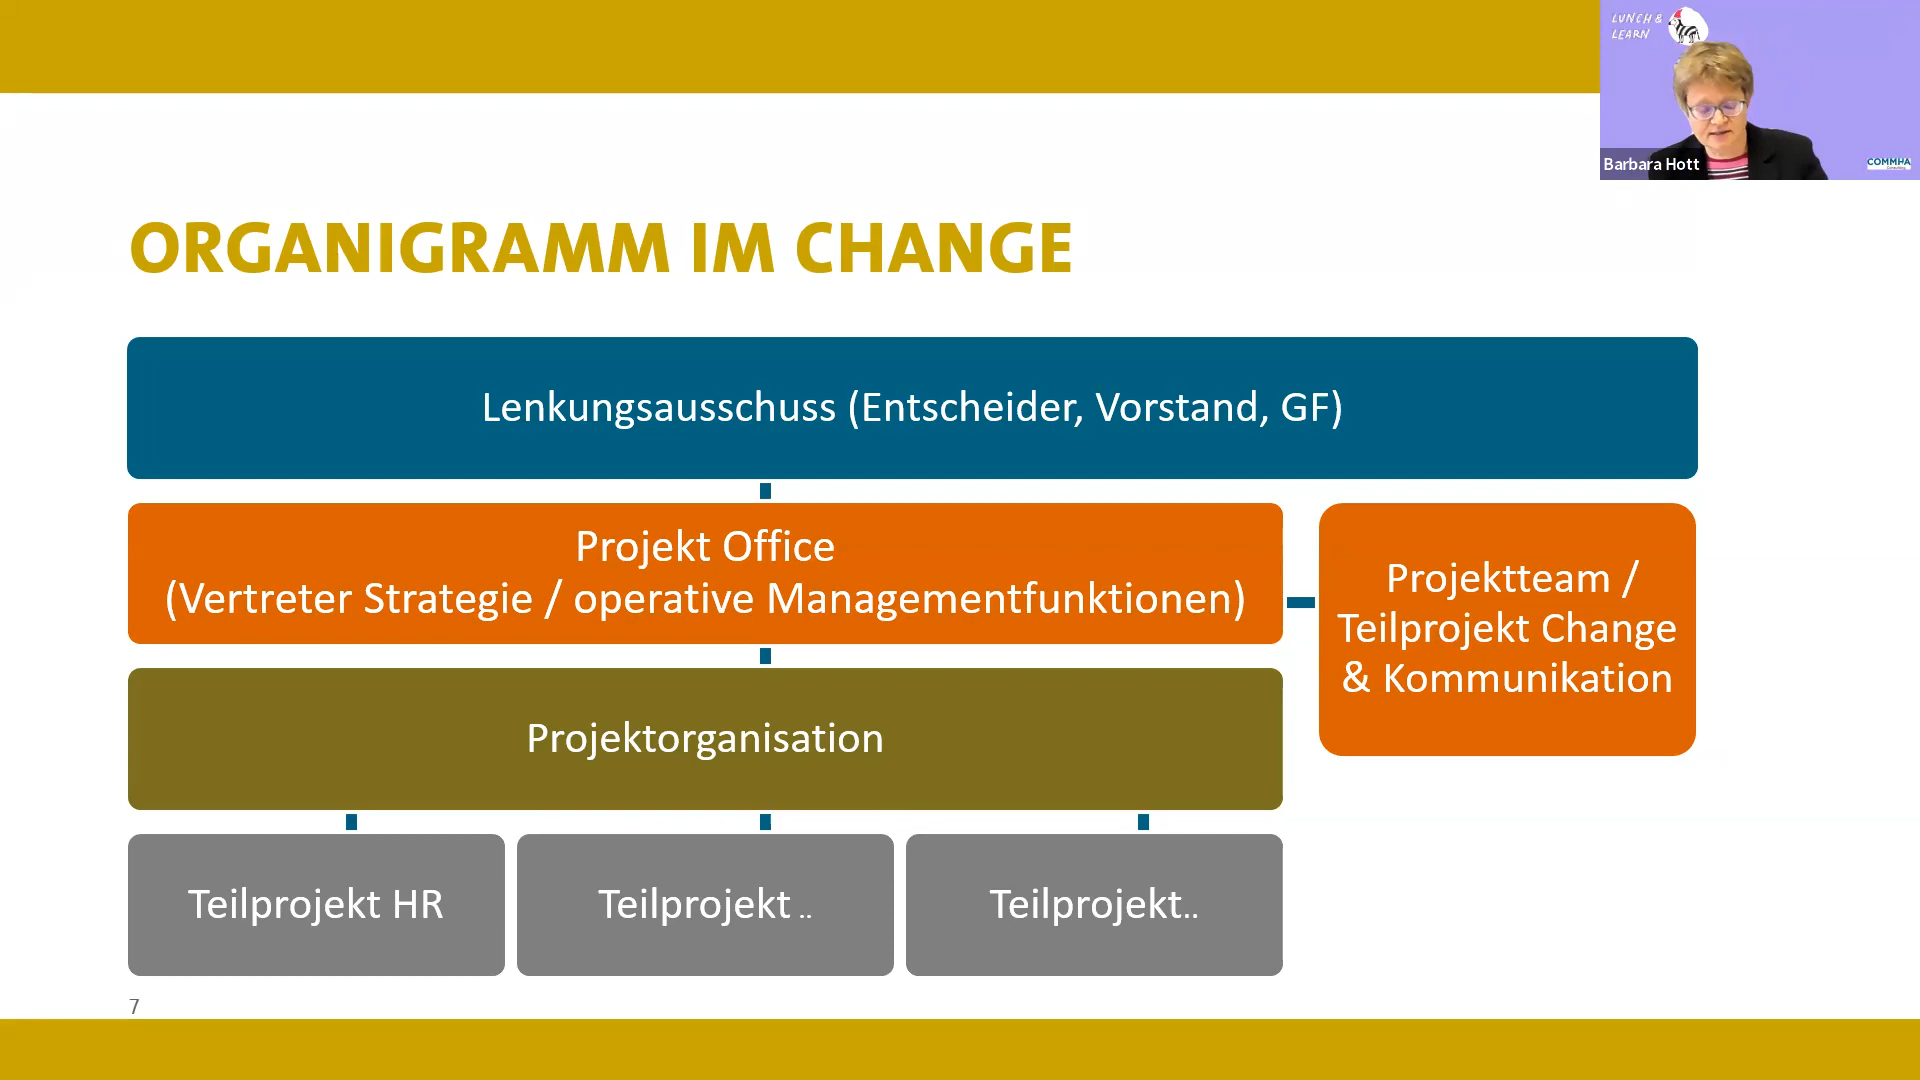 LUNCH &
LEARN
Barbara Hott
COMMHA
ORGANIGRAMM IM CHANGE
Lenkungsausschuss (Entscheider, Vorstand, GF)
Projekt Office
(Vertreter Strategie / operative Managementfunktionen)
Projektteam /
Teilprojekt Change
& Kommunikation
Projektorganisation
Teilprojekt HR
Teilprojekt ..
Teilprojekt..
7